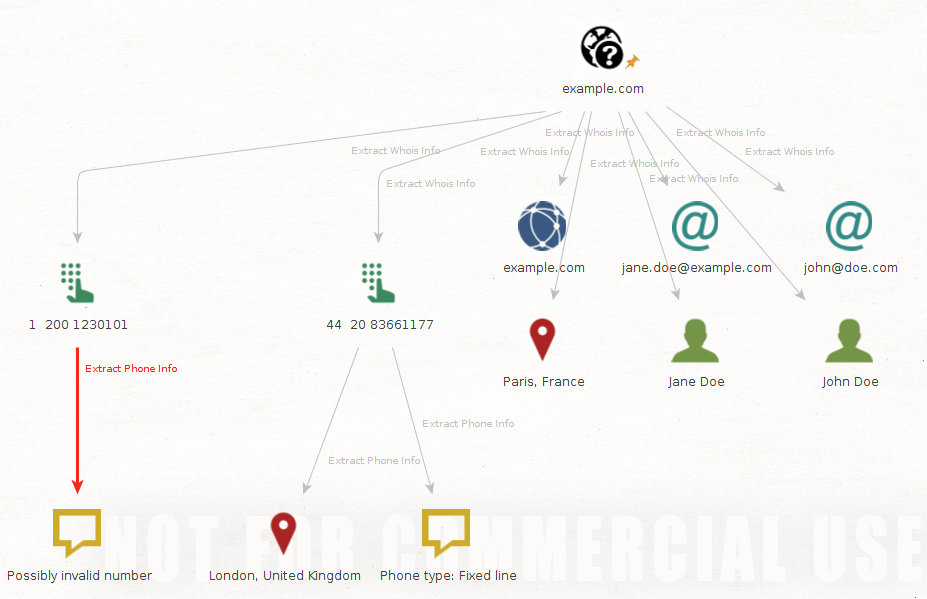 example.com
Extract Whois Info
Extract Whois Info
Extract Whois Info
Extract Whois Info
Extract Whois Info
Extract Whois Info
Extract Whois Info
Extract Whois Info
example.com
jane.doe@example.com
john@doe.com
1 200 1230101
44 20 83661177
Extract Phone Info
Paris, France
Jane Doe
John Doe
Extract Phone Info
Extract Phone Info
NOT FOR COMMERCIAL USE
Possibly invalid number
London, United Kingdom
Phone type: Fixed line